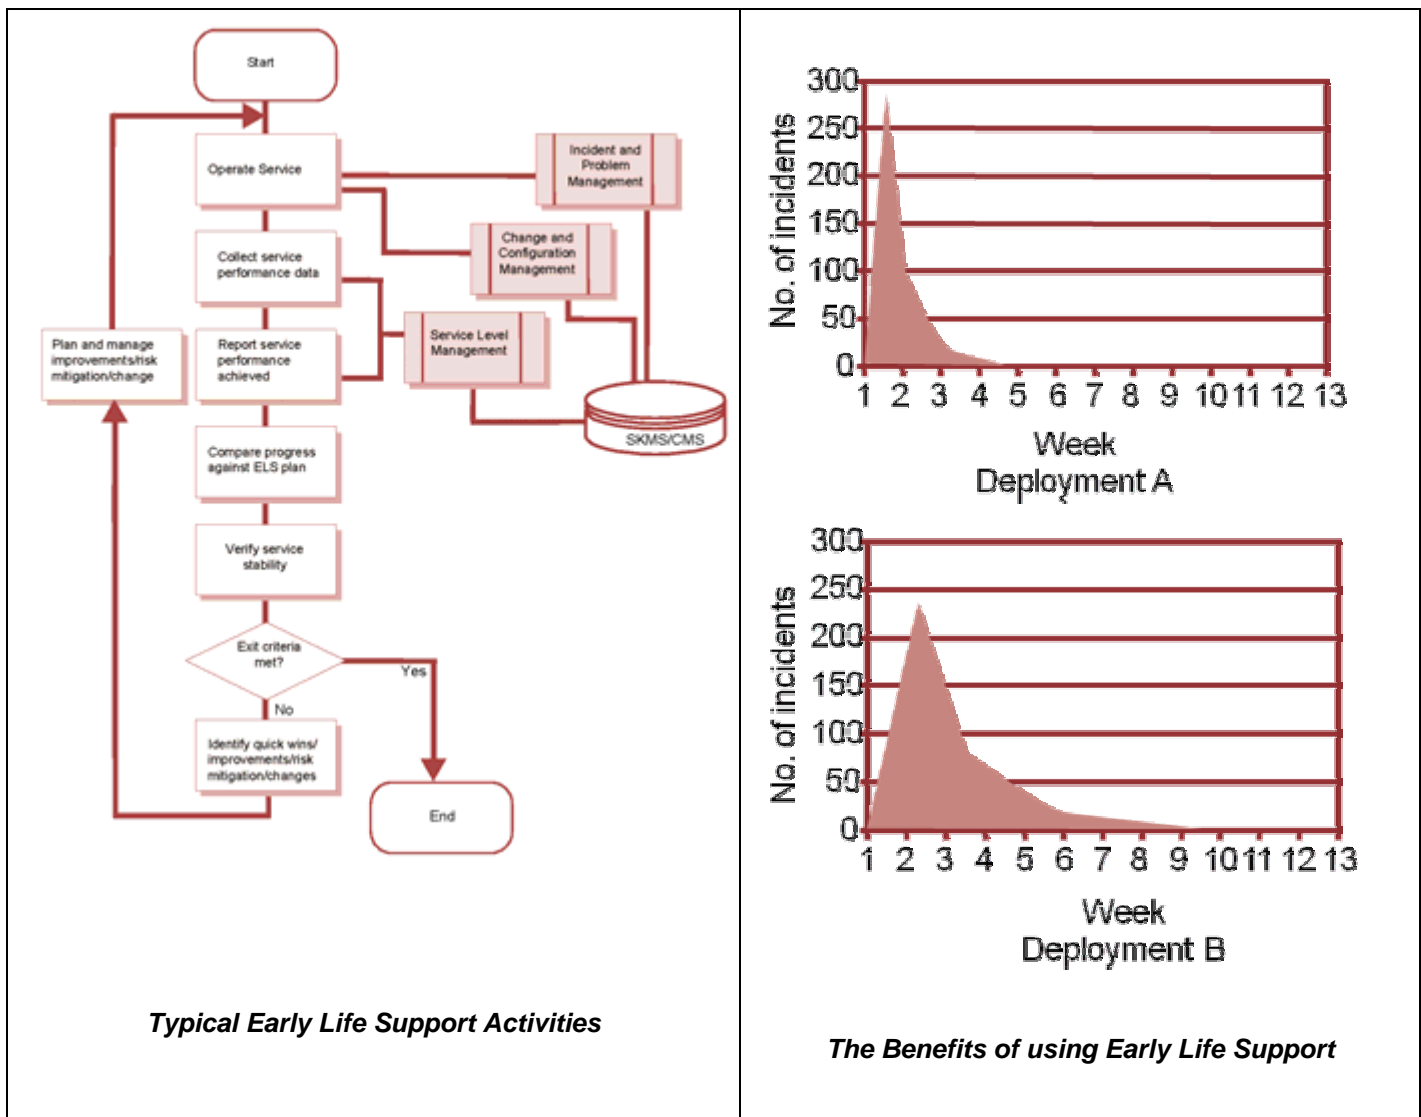 Start
Operate Service
Incident and
Problem
Management
Collect service
performance data
Change and
Configuration
Management
Plan and manage
improvements/risk
mitigation/change
Report service
performance
achieved
Service Level
Management
SKMS/CMS
Compare progress
against ELS plan
Verify service
stability
Exit criteria
met?
Yes
No
Identify quick wins/
improvements/risk
mitigation/changes
End
Typical Early Life Support Activities
No. of incidents
300
250
200
150
100
50
0
1 2 3 4 5 6 7 8 9 10 11 12 13
Week
Deployment A
No. of incidents
300
250
200
150
100
50
0
1 2 3 4 5 6 7 8 9 10 11 12 13
Week
Deployment B
The Benefits of using Early Life Support